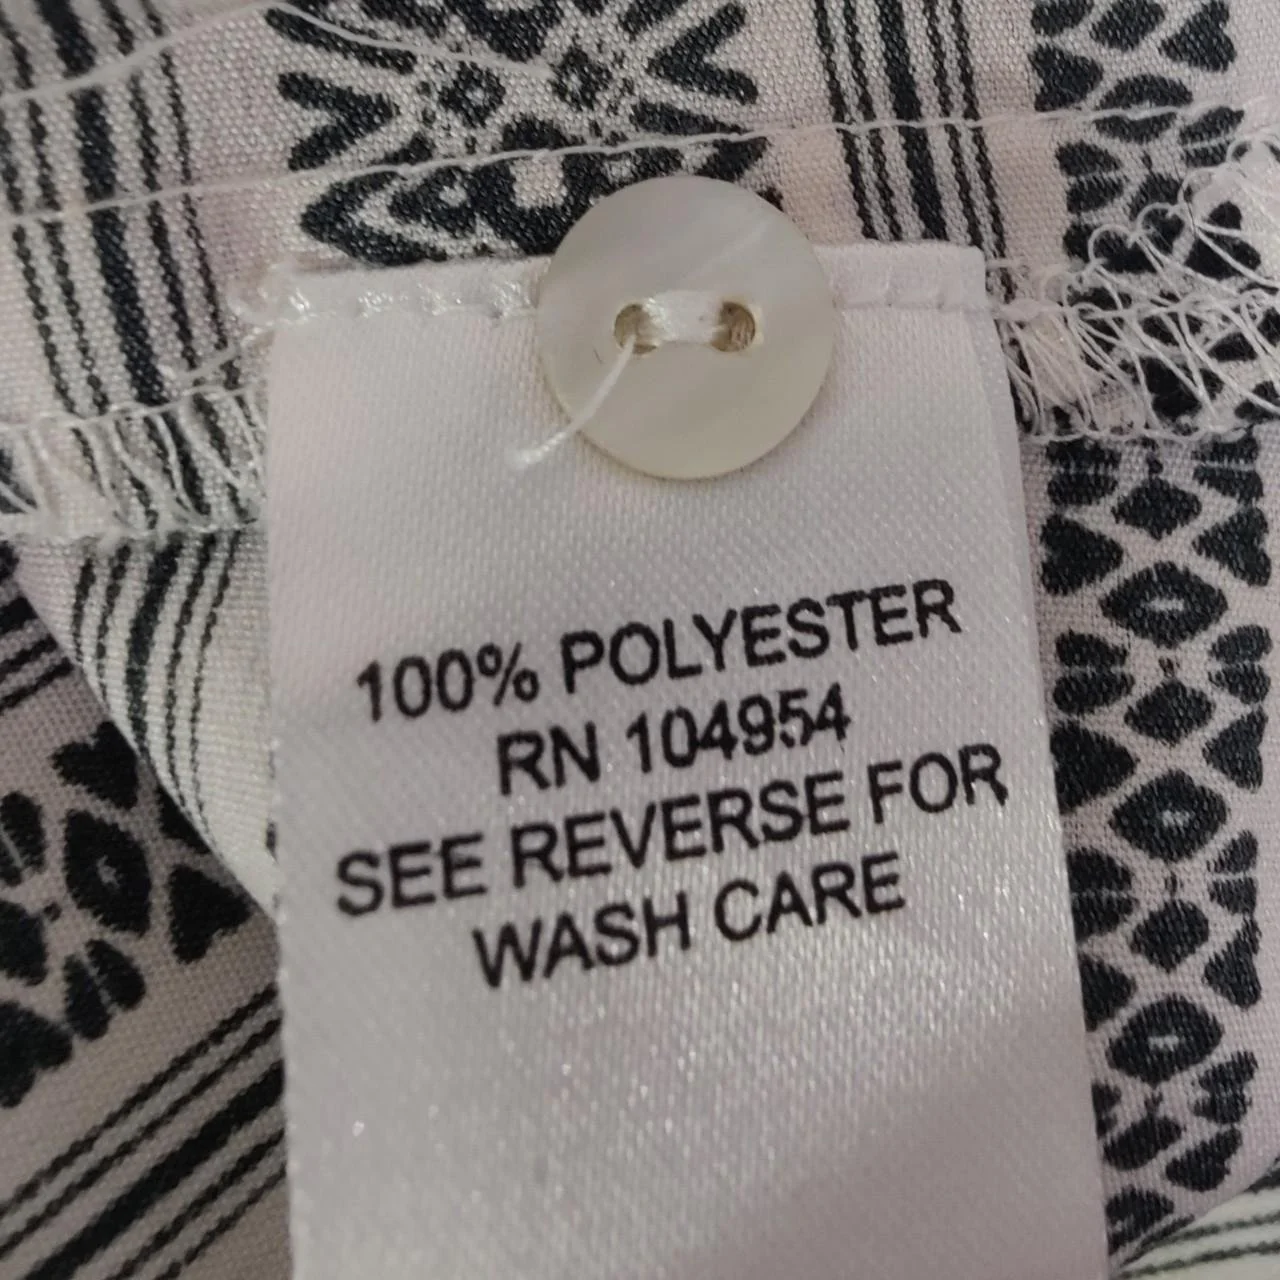 100% POLYESTER
RN 104954
SEE REVERSE FOR
WASH CARE